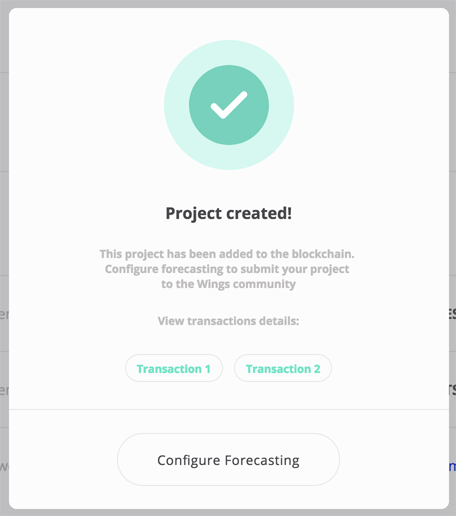 Project created!
This project has been added to the blockchain.
Configure forecasting to submit your project
to the Wings community
View transactions details:
Transaction 1
Transaction 2
Configure Forecasting